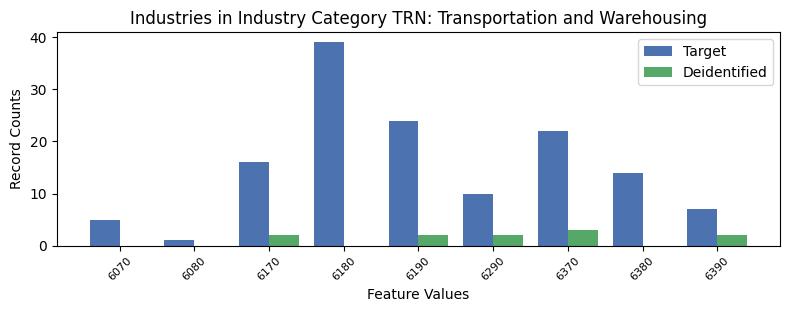 Industries in Industry Category TRN: Transportation and Warehousing
Target
Deidentified
Record Counts
40
30
20
10
0
6070
6080
6170
6180
6190
6290
6370
6380
6390
Feature Values